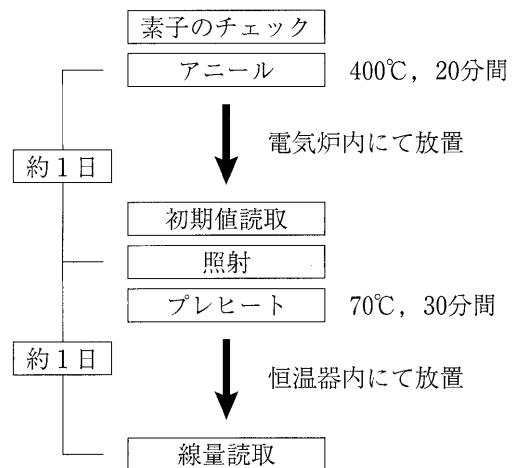 素子のチェック
アニール　400℃，20分間
電気炉内にて放置
約1日
初期値読取
照射
プレヒート　70℃，30分間
約1日
恒温器内にて放置
線量読取